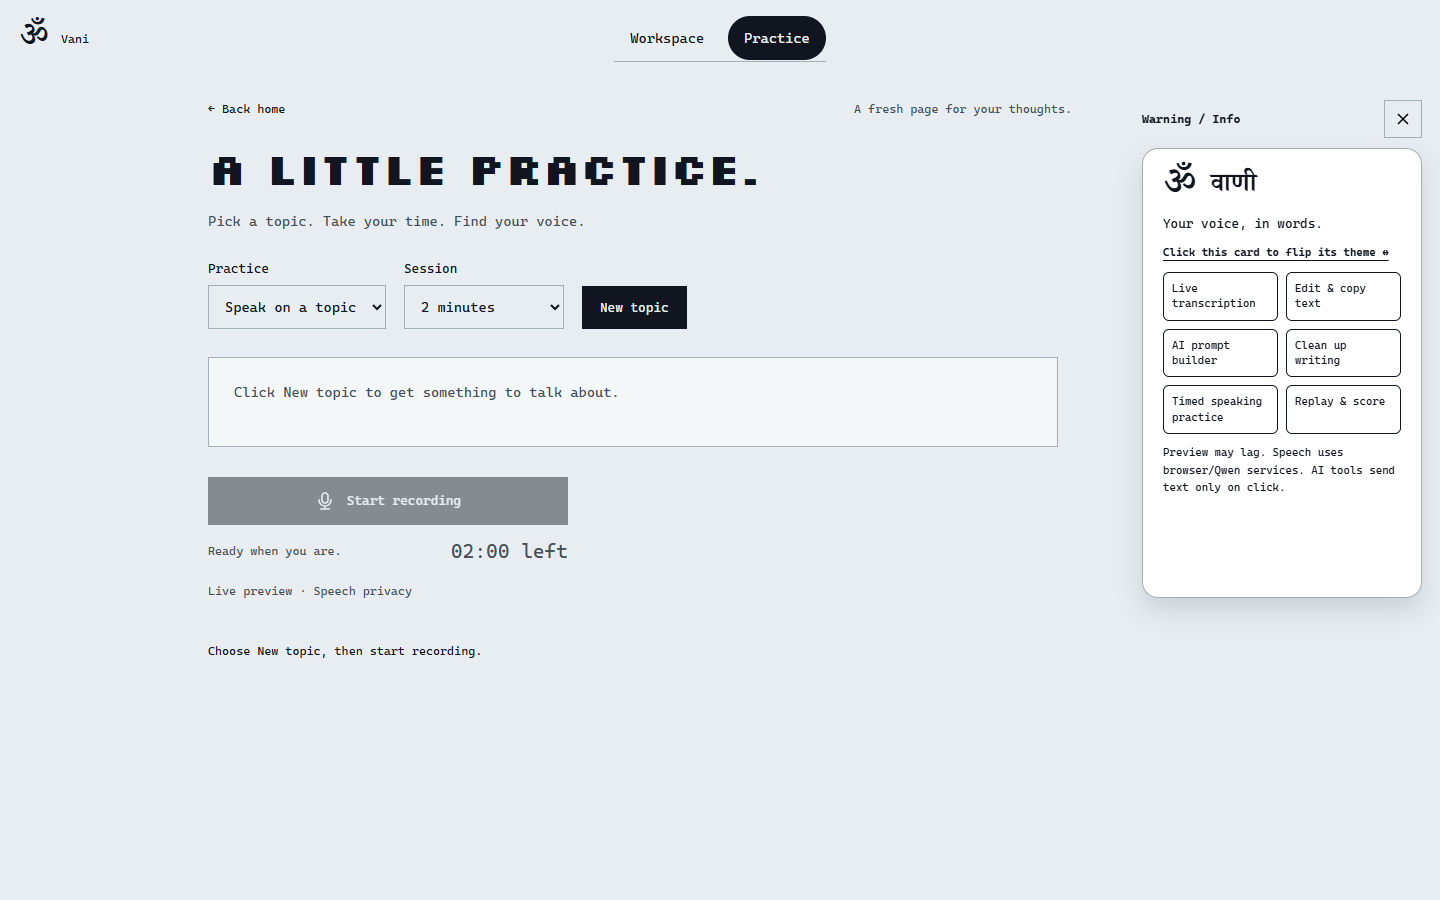 ॐ Vani
Workspace Practice
← Back home
A fresh page for your thoughts.
A LITTLE PRACTICE.
Pick a topic. Take your time. Find your voice.
Practice Session
Speak on a topic 2 minutes New topic
Click New topic to get something to talk about.
Start recording
Ready when you are. 02:00 left
Live preview · Speech privacy
Choose New topic, then start recording.
Warning / Info
ॐ वाणी
Your voice, in words.
Click this card to flip its theme ↔
Live
transcription
Edit & copy
text
AI prompt
builder
Clean up
writing
Timed speaking
practice
Replay & score
Preview may lag. Speech uses
browser/Qwen services. AI tools send
text only on click.